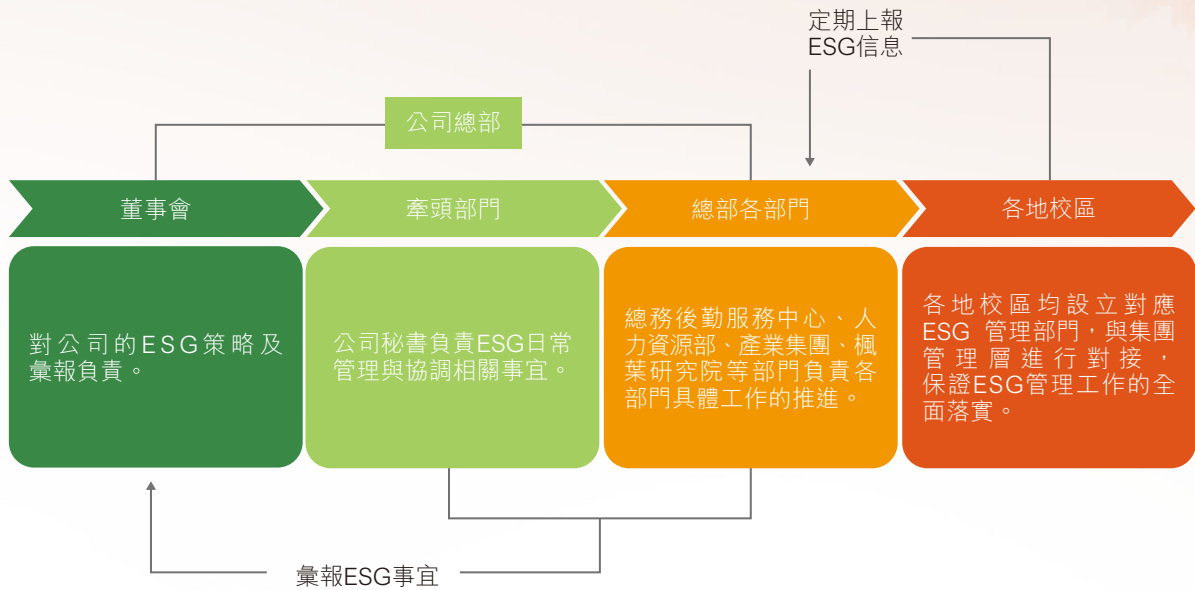 定期上報
ESG信息
公司總部
董事會
牽頭部門
總部各部門
各地校區
對公司的ESG策略及
彙報負責。
公司秘書負責ESG日常
管理與協調相關事宜。
總務後勤服務中心、人
力資源部、產業集團、楓
葉研究院等部門負責各
部門具體工作的推進。
各地校區均設立對應
ESG 管理部門，與集團
管理層進行對接，
保證ESG管理工作的全
面落實。
彙報ESG事宜